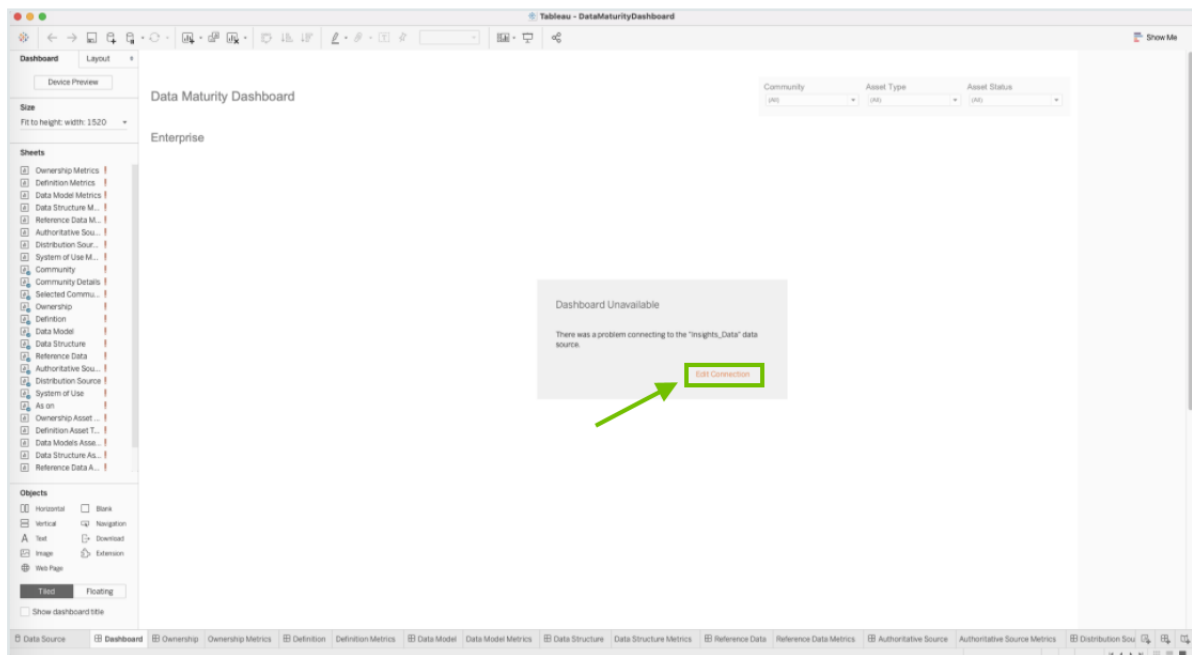 Tableau - DataMaturityDashboard
Show Me
Dashboard Layout
Device Preview
Size
Fit to height: width: 1520
Sheets
Ownership Metrics !
Definition Metrics !
Data Model Metrics !
Data Structure M... !
Reference Data M... !
Authoritative Sou... !
Distribution Sour... !
System of Use M... !
Community !
Community Details !
Selected Commu... !
Ownership !
Defintion !
Data Model !
Data Structure !
Reference Data !
Authoritative Sou... !
Distribution Source !
System of Use !
As on !
Ownership Asset ... !
Definition Asset T... !
Data Models Asse... !
Data Structure As... !
Reference Data A... !
Objects
Horizontal Blank
Vertical Navigation
A Text Download
Image Extension
Web Page
Tiled Floating
Show dashboard title
Data Maturity Dashboard
Enterprise
Community Asset Type Asset Status
(All) (All) (All)
Dashboard Unavailable
There was a problem connecting to the "Insights_Data" data
source.
Edit Connection
Data Source Dashboard Ownership Ownership Metrics Definition Definition Metrics Data Model Data Model Metrics Data Structure Data Structure Metrics Reference Data Reference Data Metrics Authoritative Source Authoritative Source Metrics Distribution Sou